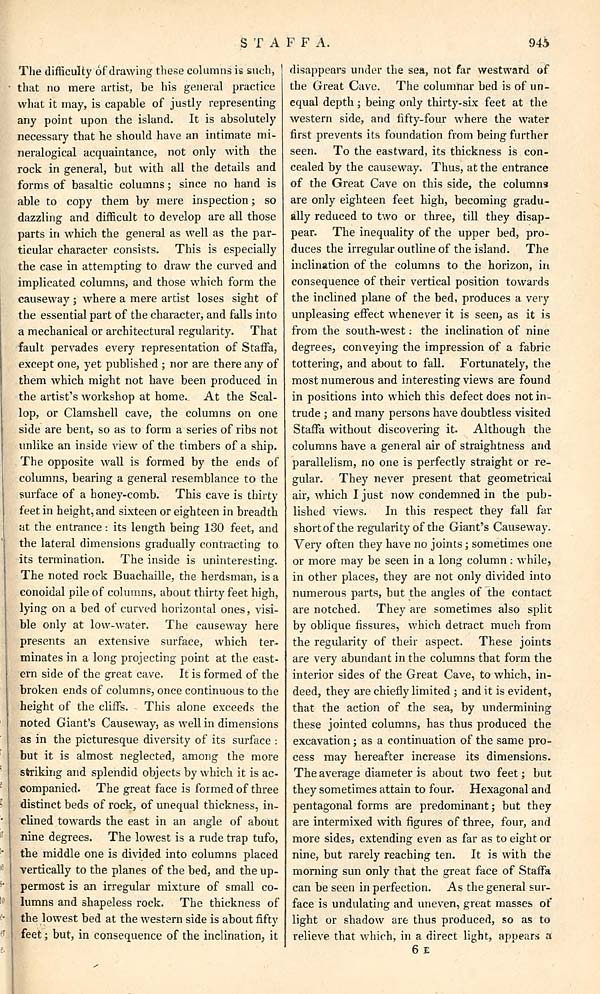 STAFFA.
945
The difficulty of drawing these columns is such,
that no mere artist, be his general practice
what it may, is capable of justly representing
any point upon the island. It is absolutely
necessary that he should have an intimate mi-
neralogical acquaintance, not only with the
rock in general, but with all the details and
forms of basaltic columns; since no hand is
able to copy them by mere inspection; so
dazzling and difficult to develop are all those
parts in which the general as well as the par-
ticular character consists. This is especially
the case in attempting to draw the curved and
implicated columns, and those which form the
causeway; where a mere artist loses sight of
the essential part of the character, and falls into
a mechanical or architectural regularity. That
fault pervades every representation of Staffa,
except one, yet published; nor are there any of
them which might not have been produced in
the artist's workshop at home. At the Scal-
lop, or Clamshell cave, the columns on one
side are bent, so as to form a series of ribs not
unlike an inside view of the timbers of a ship.
The opposite wall is formed by the ends of
columns, bearing a general resemblance to the
surface of a honey-comb. This cave is thirty
feet in height, and sixteen or eighteen in breadth
at the entrance: its length being 130 feet, and
the lateral dimensions gradually contracting to
its termination. The inside is uninteresting.
The noted rock Buachaille, the herdsman, is a
conoidal pile of columns, about thirty feet high,
lying on a bed of curved horizontal ones, visi-
ble only at low-water. The causeway here
presents an extensive surface, which ter-
minates in a long projecting point at the east-
ern side of the great cave. It is formed of the
broken ends of columns, once continuous to the
height of the cliffs. This alone exceeds the
noted Giant's Causeway, as well in dimensions
as in the picturesque diversity of its surface:
but it is almost neglected, among the more
striking and splendid objects by which it is ac-
companied. The great face is formed of three
distinct beds of rock, of unequal thickness, in-
clined towards the east in an angle of about
nine degrees. The lowest is a rude trap tufo,
the middle one is divided into columns placed
vertically to the planes of the bed, and the up-
permost is an irregular mixture of small co-
lumns and shapeless rock. The thickness of
the lowest bed at the western side is about fifty
feet; but, in consequence of the inclination, it
disappears under the sea, not far westward of
the Great Cave. The columnar bed is of un-
equal depth; being only thirty-six feet at the
western side, and fifty-four where the water
first prevents its foundation from being further
seen. To the eastward, its thickness is con-
cealed by the causeway. Thus, at the entrance
of the Great Cave on this side, the columns
are only eighteen feet high, becoming gradu-
ally reduced to two or three, till they disap-
pear. The inequality of the upper bed, pro-
duces the irregular outline of the island. The
inclination of the columns to the horizon, in
consequence of their vertical position towards
the inclined plane of the bed, produces a very
unpleasing effect whenever it is seen, as it is
from the south-west: the inclination of nine
degrees, conveying the impression of a fabric
tottering, and about to fall. Fortunately, the
most numerous and interesting views are found
in positions into which this defect does not in-
trude; and many persons have doubtless visited
Staffa without discovering it. Although the
columns have a general air of straightness and
parallelism, no one is perfectly straight or re-
gular. They never present that geometrical
air, which I just now condemned in the pub-
lished views. In this respect they fall far
short of the regularity of the Giant's Causeway.
Very often they have no joints; sometimes one
or more may be seen in a long column: while,
in other places, they are not only divided into
numerous parts, but the angles of the contact
are notched. They are sometimes also split
by oblique fissures, which detract much from
the regularity of their aspect. These joints
are very abundant in the columns that form the
interior sides of the Great Cave, to which, in-
deed, they are chiefly limited; and it is evident,
that the action of the sea, by undermining
these jointed columns, has thus produced the
excavation; as a continuation of the same pro-
cess may hereafter increase its dimensions.
The average diameter is about two feet; but
they sometimes attain to four. Hexagonal and
pentagonal forms are predominant; but they
are intermixed with figures of three, four, and
more sides, extending even as far as to eight or
nine, but rarely reaching ten. It is with the
morning sun only that the great face of Staffa
can be seen in perfection. As the general sur-
face is undulating and uneven, great masses of
light or shadow are thus produced, so as to
relieve that which, in a direct light, appears a
6 E